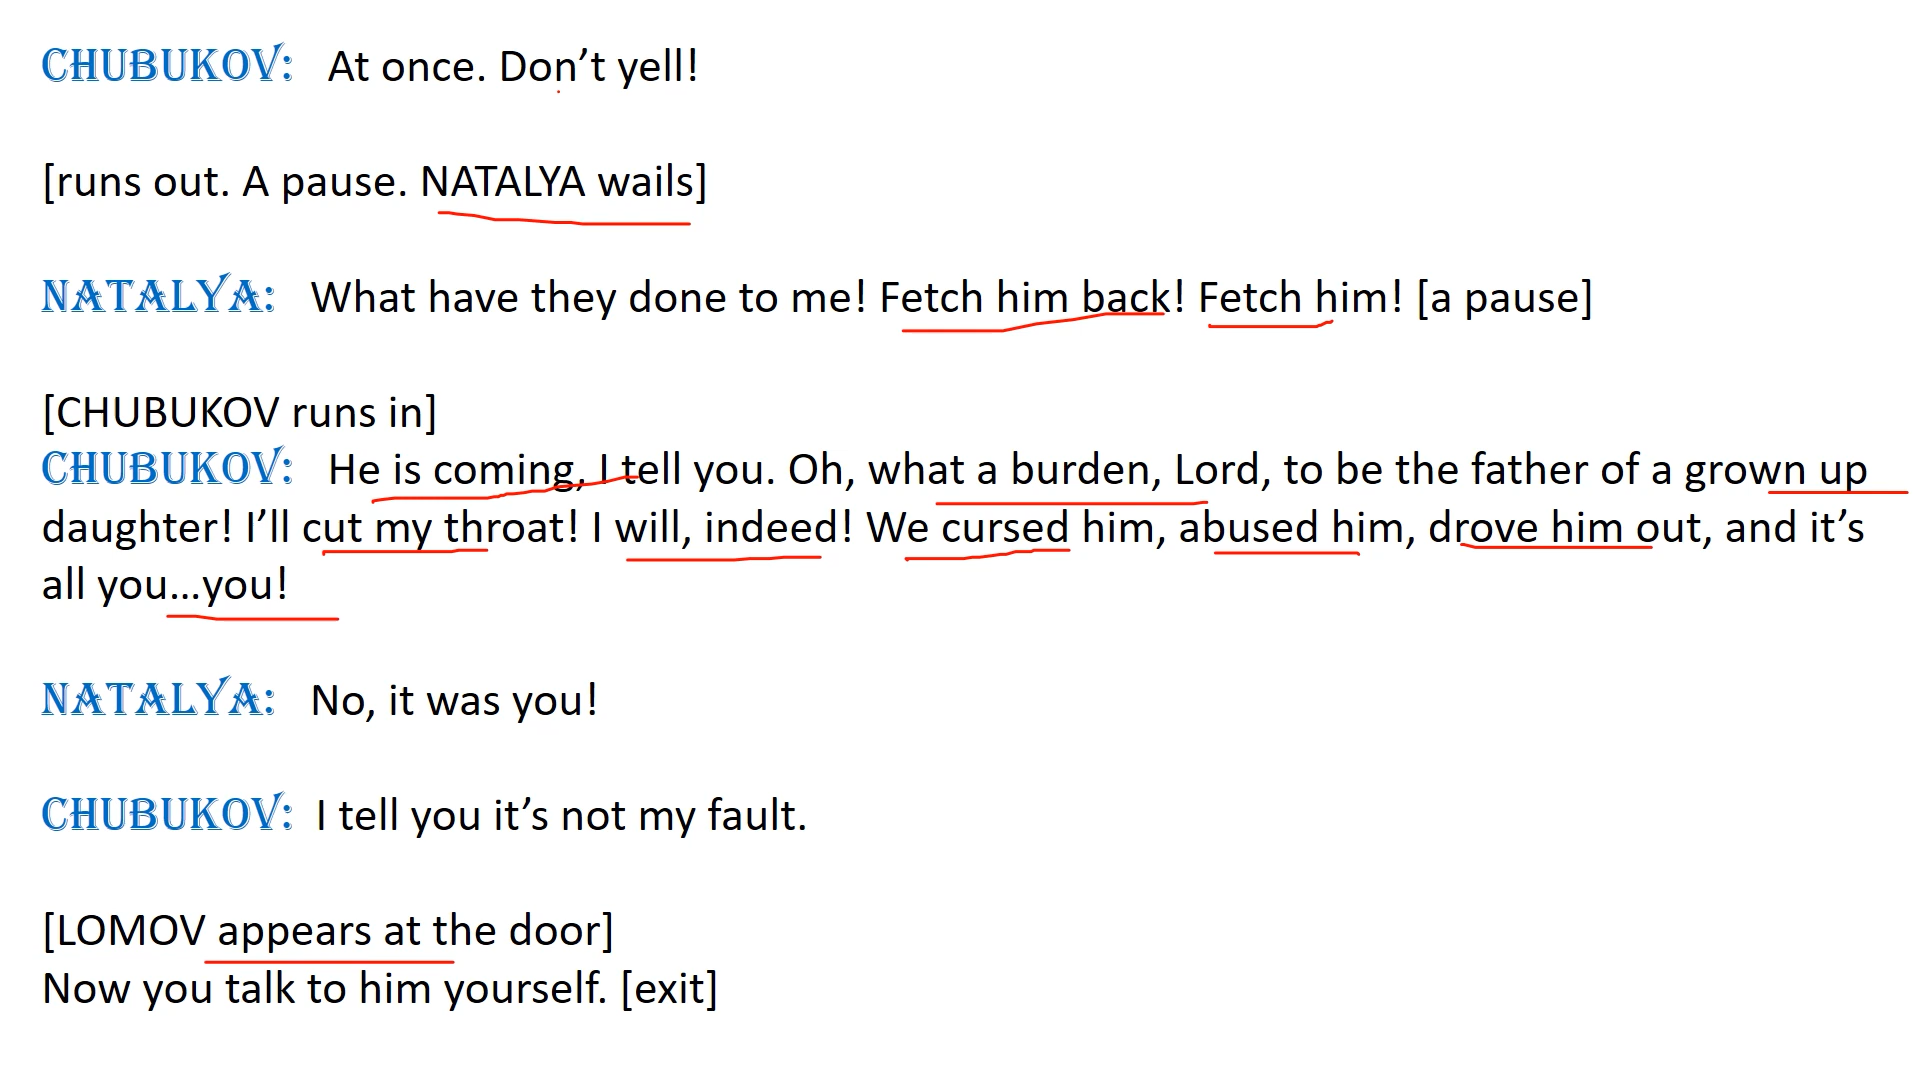 CHUBUKOV: At once. Don’t yell!
[runs out. A pause. NATALYA wails]
NATALYA: What have they done to me! Fetch him back! Fetch him! [a pause]
[CHUBUKOV runs in]
CHUBUKOV: He is coming, I tell you. Oh, what a burden, Lord, to be the father of a grown up
daughter! I’ll cut my throat! I will, indeed! We cursed him, abused him, drove him out, and it’s
all you...you!
NATALYA: No, it was you!
CHUBUKOV: I tell you it’s not my fault.
[LOMOV appears at the door]
Now you talk to him yourself. [exit]